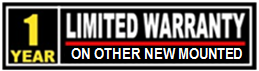 1
YEAR
LIMITED WARRANTY
ON OTHER NEW MOUNTED